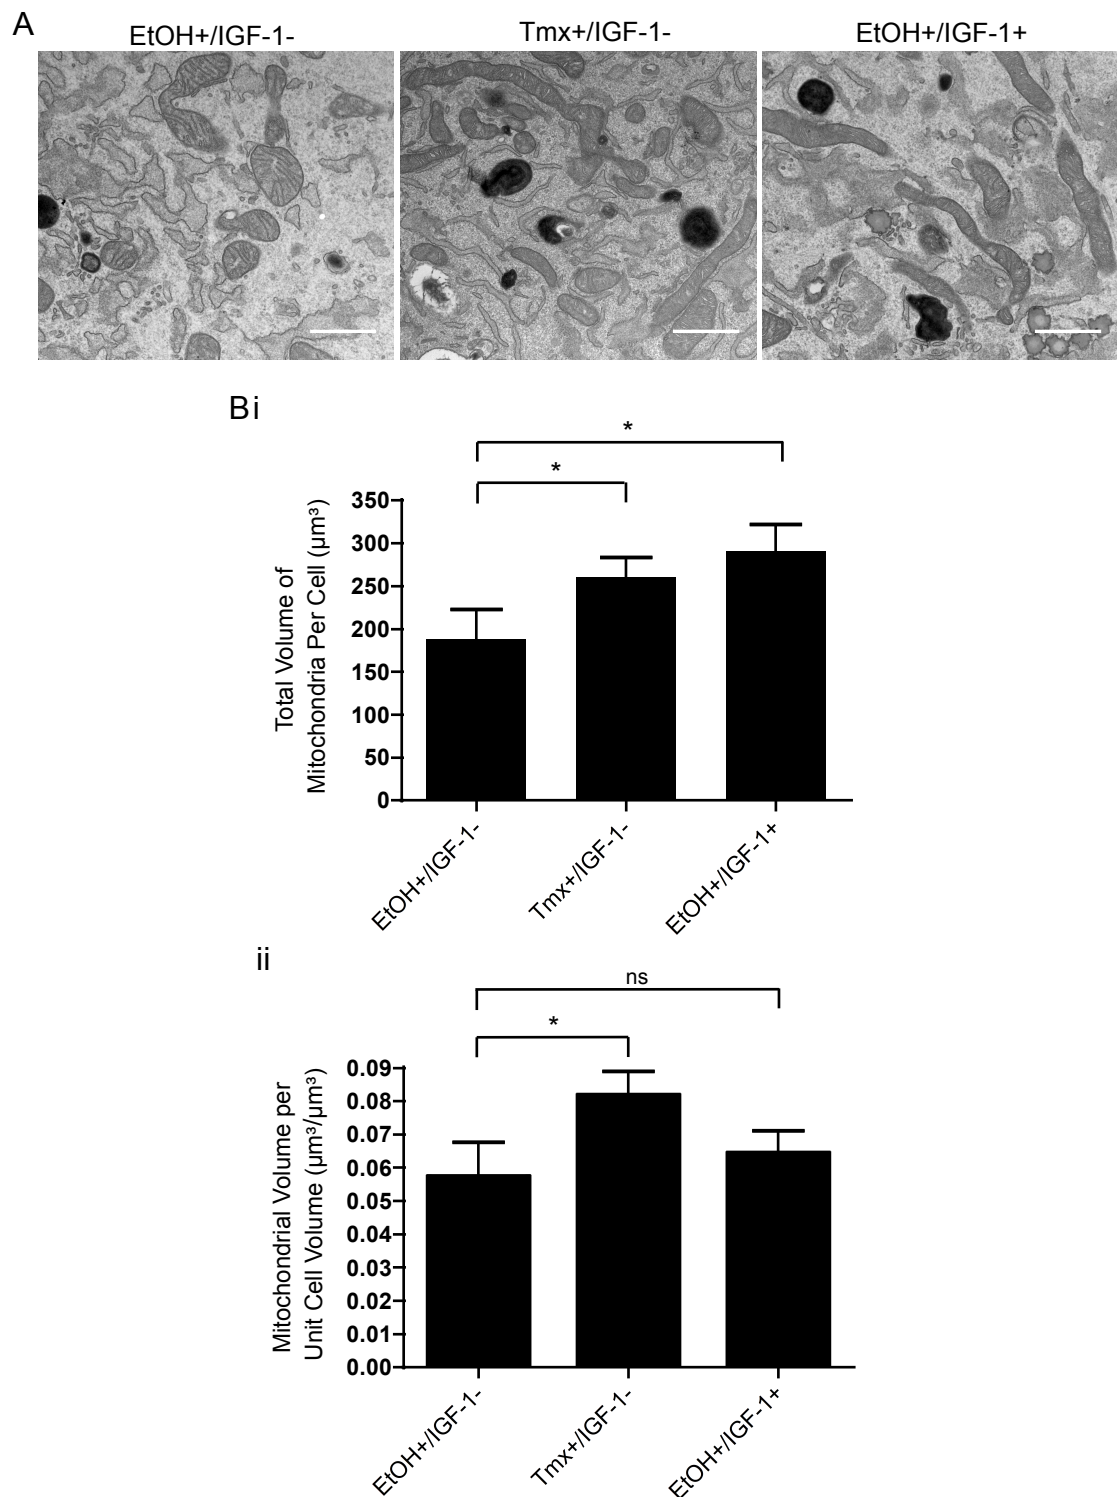 A
EtOH+/IGF-1-
Tmx+/IGF-1-
EtOH+/IGF-1+
Bi
*
*
Total Volume of
Mitochondria Per Cell (µm³)
350
300
250
200
150
100
50
0
EtOH+/IGF-1-
Tmx+/IGF-1-
EtOH+/IGF-1+
ii
ns
*
Mitochondrial Volume per
Unit Cell Volume (µm³/µm³)
0.09
0.08
0.07
0.06
0.05
0.04
0.03
0.02
0.01
0.00
EtOH+/IGF-1-
Tmx+/IGF-1-
EtOH+/IGF-1+